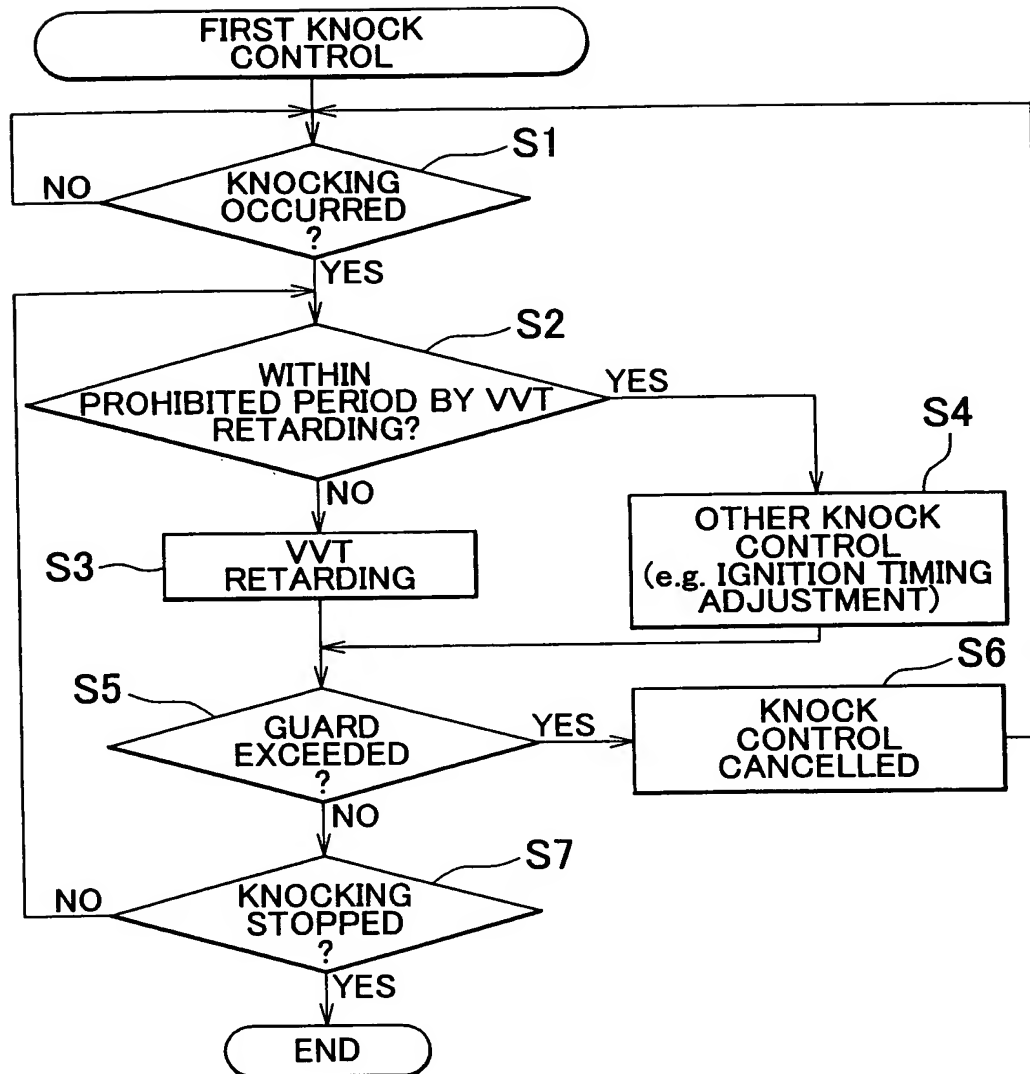 FIRST KNOCK
CONTROL
S1
KNOCKING
OCCURRED
?
NO
YES
S2
WITHIN
PROHIBITED PERIOD BY VVT
RETARDING?
YES
NO
S4
OTHER KNOCK
CONTROL
(e.g. IGNITION TIMING
ADJUSTMENT)
S3
VVT
RETARDING
S5
GUARD
EXCEEDED
?
YES
NO
S6
KNOCK
CONTROL
CANCELLED
S7
KNOCKING
STOPPED
?
NO
YES
END